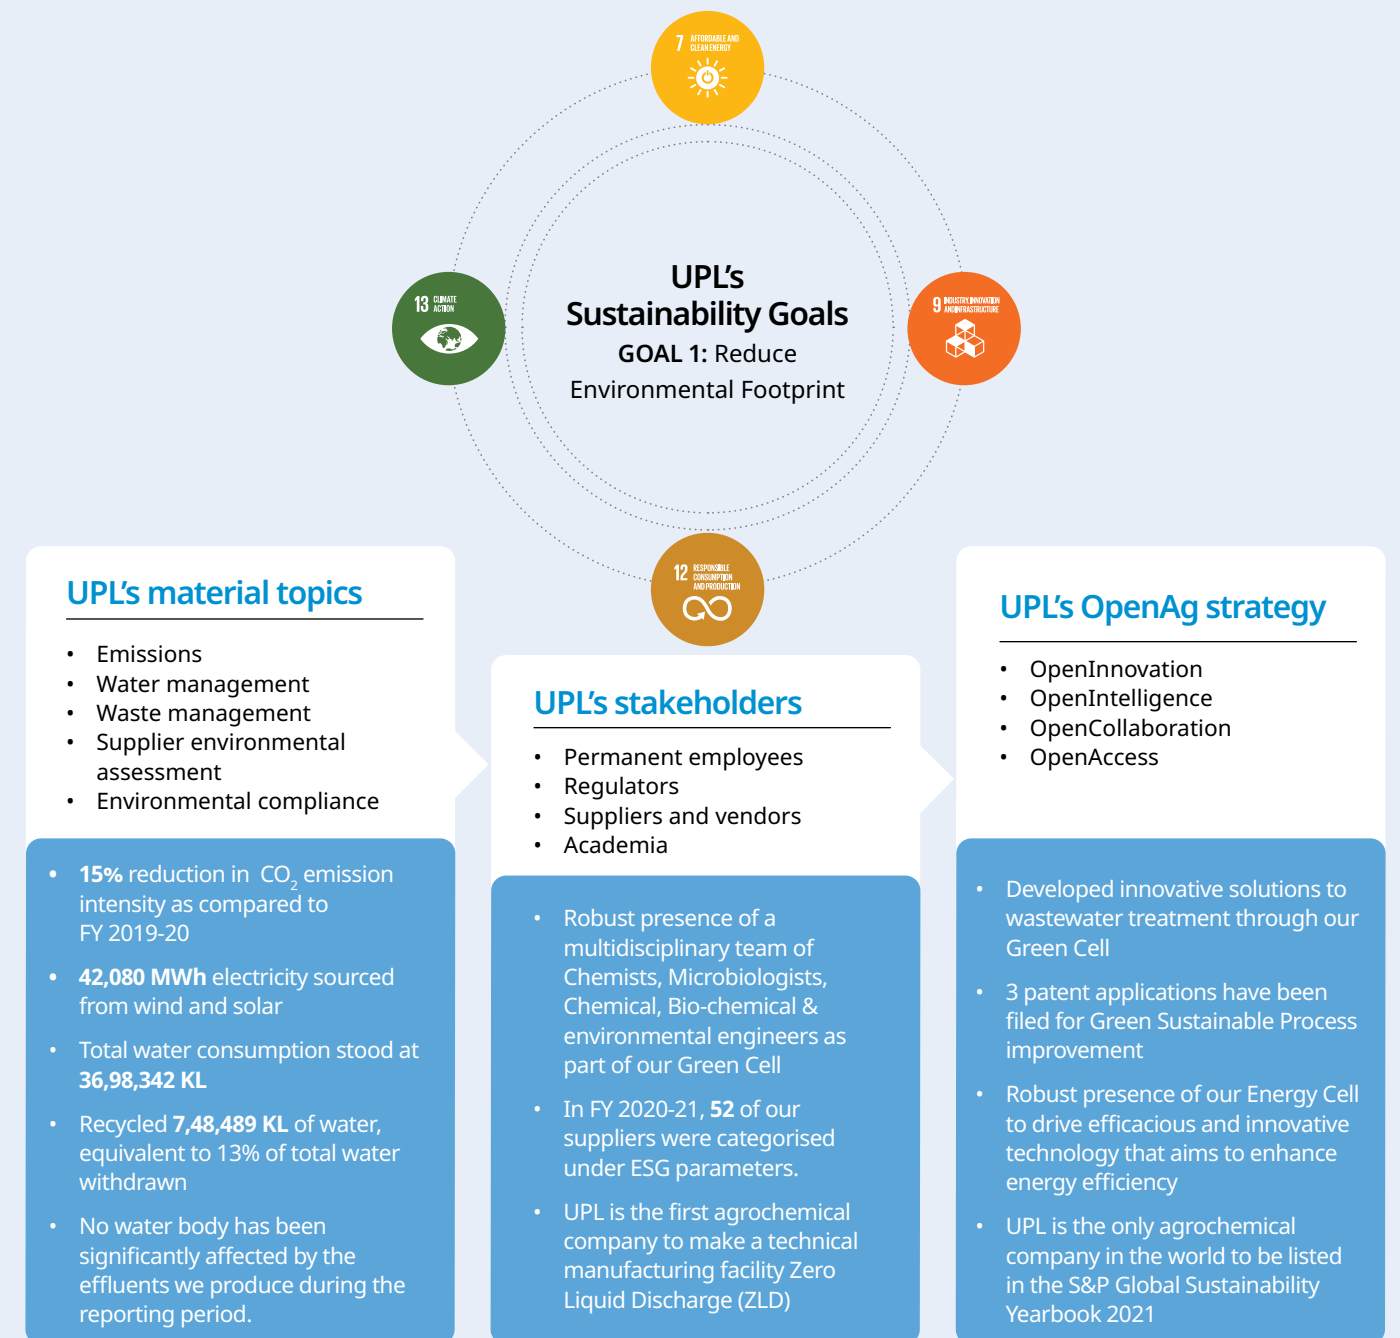 7 AFFORDABLE AND
CLEAN ENERGY
13 CLIMATE
ACTION
UPL's
Sustainability Goals
GOAL 1: Reduce
Environmental Footprint
9 INDUSTRY, INNOVATION
AND INFRASTRUCTURE
12 RESPONSIBLE
CONSUMPTION
AND PRODUCTION
UPL's material topics
• Emissions
• Water management
• Waste management
• Supplier environmental
assessment
• Environmental compliance
• 15% reduction in CO₂ emission
intensity as compared to
FY 2019-20
• 42,080 MWh electricity sourced
from wind and solar
• Total water consumption stood at
36,98,342 KL
• Recycled 7,48,489 KL of water,
equivalent to 13% of total water
withdrawn
• No water body has been
significantly affected by the
effluents we produce during the
reporting period.
UPL's stakeholders
• Permanent employees
• Regulators
• Suppliers and vendors
• Academia
• Robust presence of a
multidisciplinary team of
Chemists, Microbiologists,
Chemical, Bio-chemical &
environmental engineers as
part of our Green Cell
• In FY 2020-21, 52 of our
suppliers were categorised
under ESG parameters.
• UPL is the first agrochemical
company to make a technical
manufacturing facility Zero
Liquid Discharge (ZLD)
UPL's OpenAg strategy
• OpenInnovation
• OpenIntelligence
• OpenCollaboration
• OpenAccess
• Developed innovative solutions to
wastewater treatment through our
Green Cell
• 3 patent applications have been
filed for Green Sustainable Process
improvement
• Robust presence of our Energy Cell
to drive efficacious and innovative
technology that aims to enhance
energy efficiency
• UPL is the only agrochemical
company in the world to be listed
in the S&P Global Sustainability
Yearbook 2021